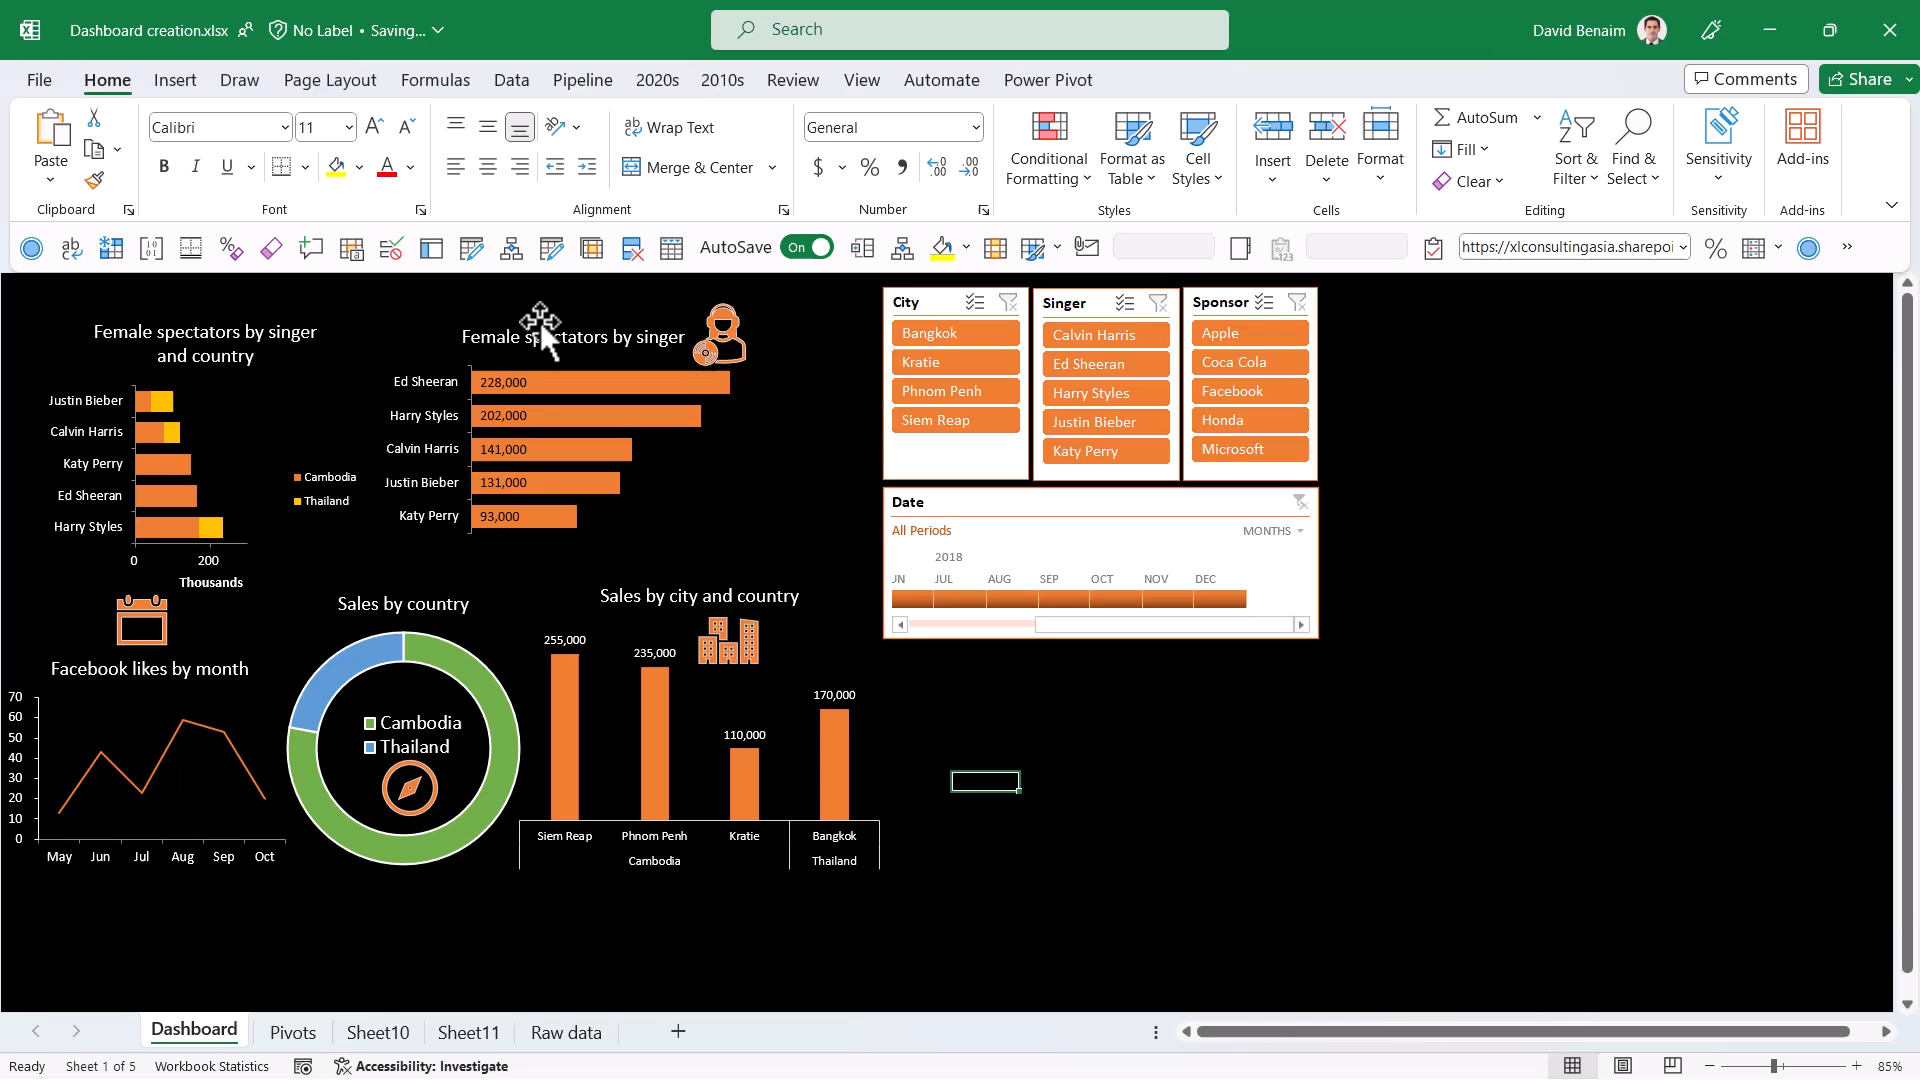 Dashboard creation.xlsx
No Label • Saving...
Search
David Benaim
File
Home
Insert
Draw
Page Layout
Formulas
Data
Pipeline
2020s
2010s
Review
View
Automate
Power Pivot
Comments
Share
Paste
Clipboard
Calibri
11
B I U
A
Font
Wrap Text
Merge & Center
Alignment
General
$ % ,
Number
Conditional Formatting
Format as Table
Cell Styles
Styles
Insert
Delete
Format
Cells
AutoSum
Fill
Clear
Sort & Filter
Find & Select
Editing
Sensitivity
Sensitivity
Add-ins
Add-ins
AutoSave
On
https://xlconsultingasia.sharepoi
Female spectators by singer
and country
Justin Bieber
Calvin Harris
Katy Perry
Ed Sheeran
Harry Styles
0
200
Thousands
Cambodia
Thailand
Female spectators by singer
Ed Sheeran 228,000
Harry Styles 202,000
Calvin Harris 141,000
Justin Bieber 131,000
Katy Perry 93,000
City
Bangkok
Kratie
Phnom Penh
Siem Reap
Singer
Calvin Harris
Ed Sheeran
Harry Styles
Justin Bieber
Katy Perry
Sponsor
Apple
Coca Cola
Facebook
Honda
Microsoft
Date
All Periods
MONTHS
2018
JN JUL AUG SEP OCT NOV DEC
Facebook likes by month
70
60
50
40
30
20
10
0
May Jun Jul Aug Sep Oct
Sales by country
Cambodia
Thailand
Sales by city and country
255,000
235,000
110,000
170,000
Siem Reap Phnom Penh Kratie Bangkok
Cambodia Thailand
Dashboard
Pivots
Sheet10
Sheet11
Raw data
Ready
Sheet 1 of 5
Workbook Statistics
Accessibility: Investigate
85%